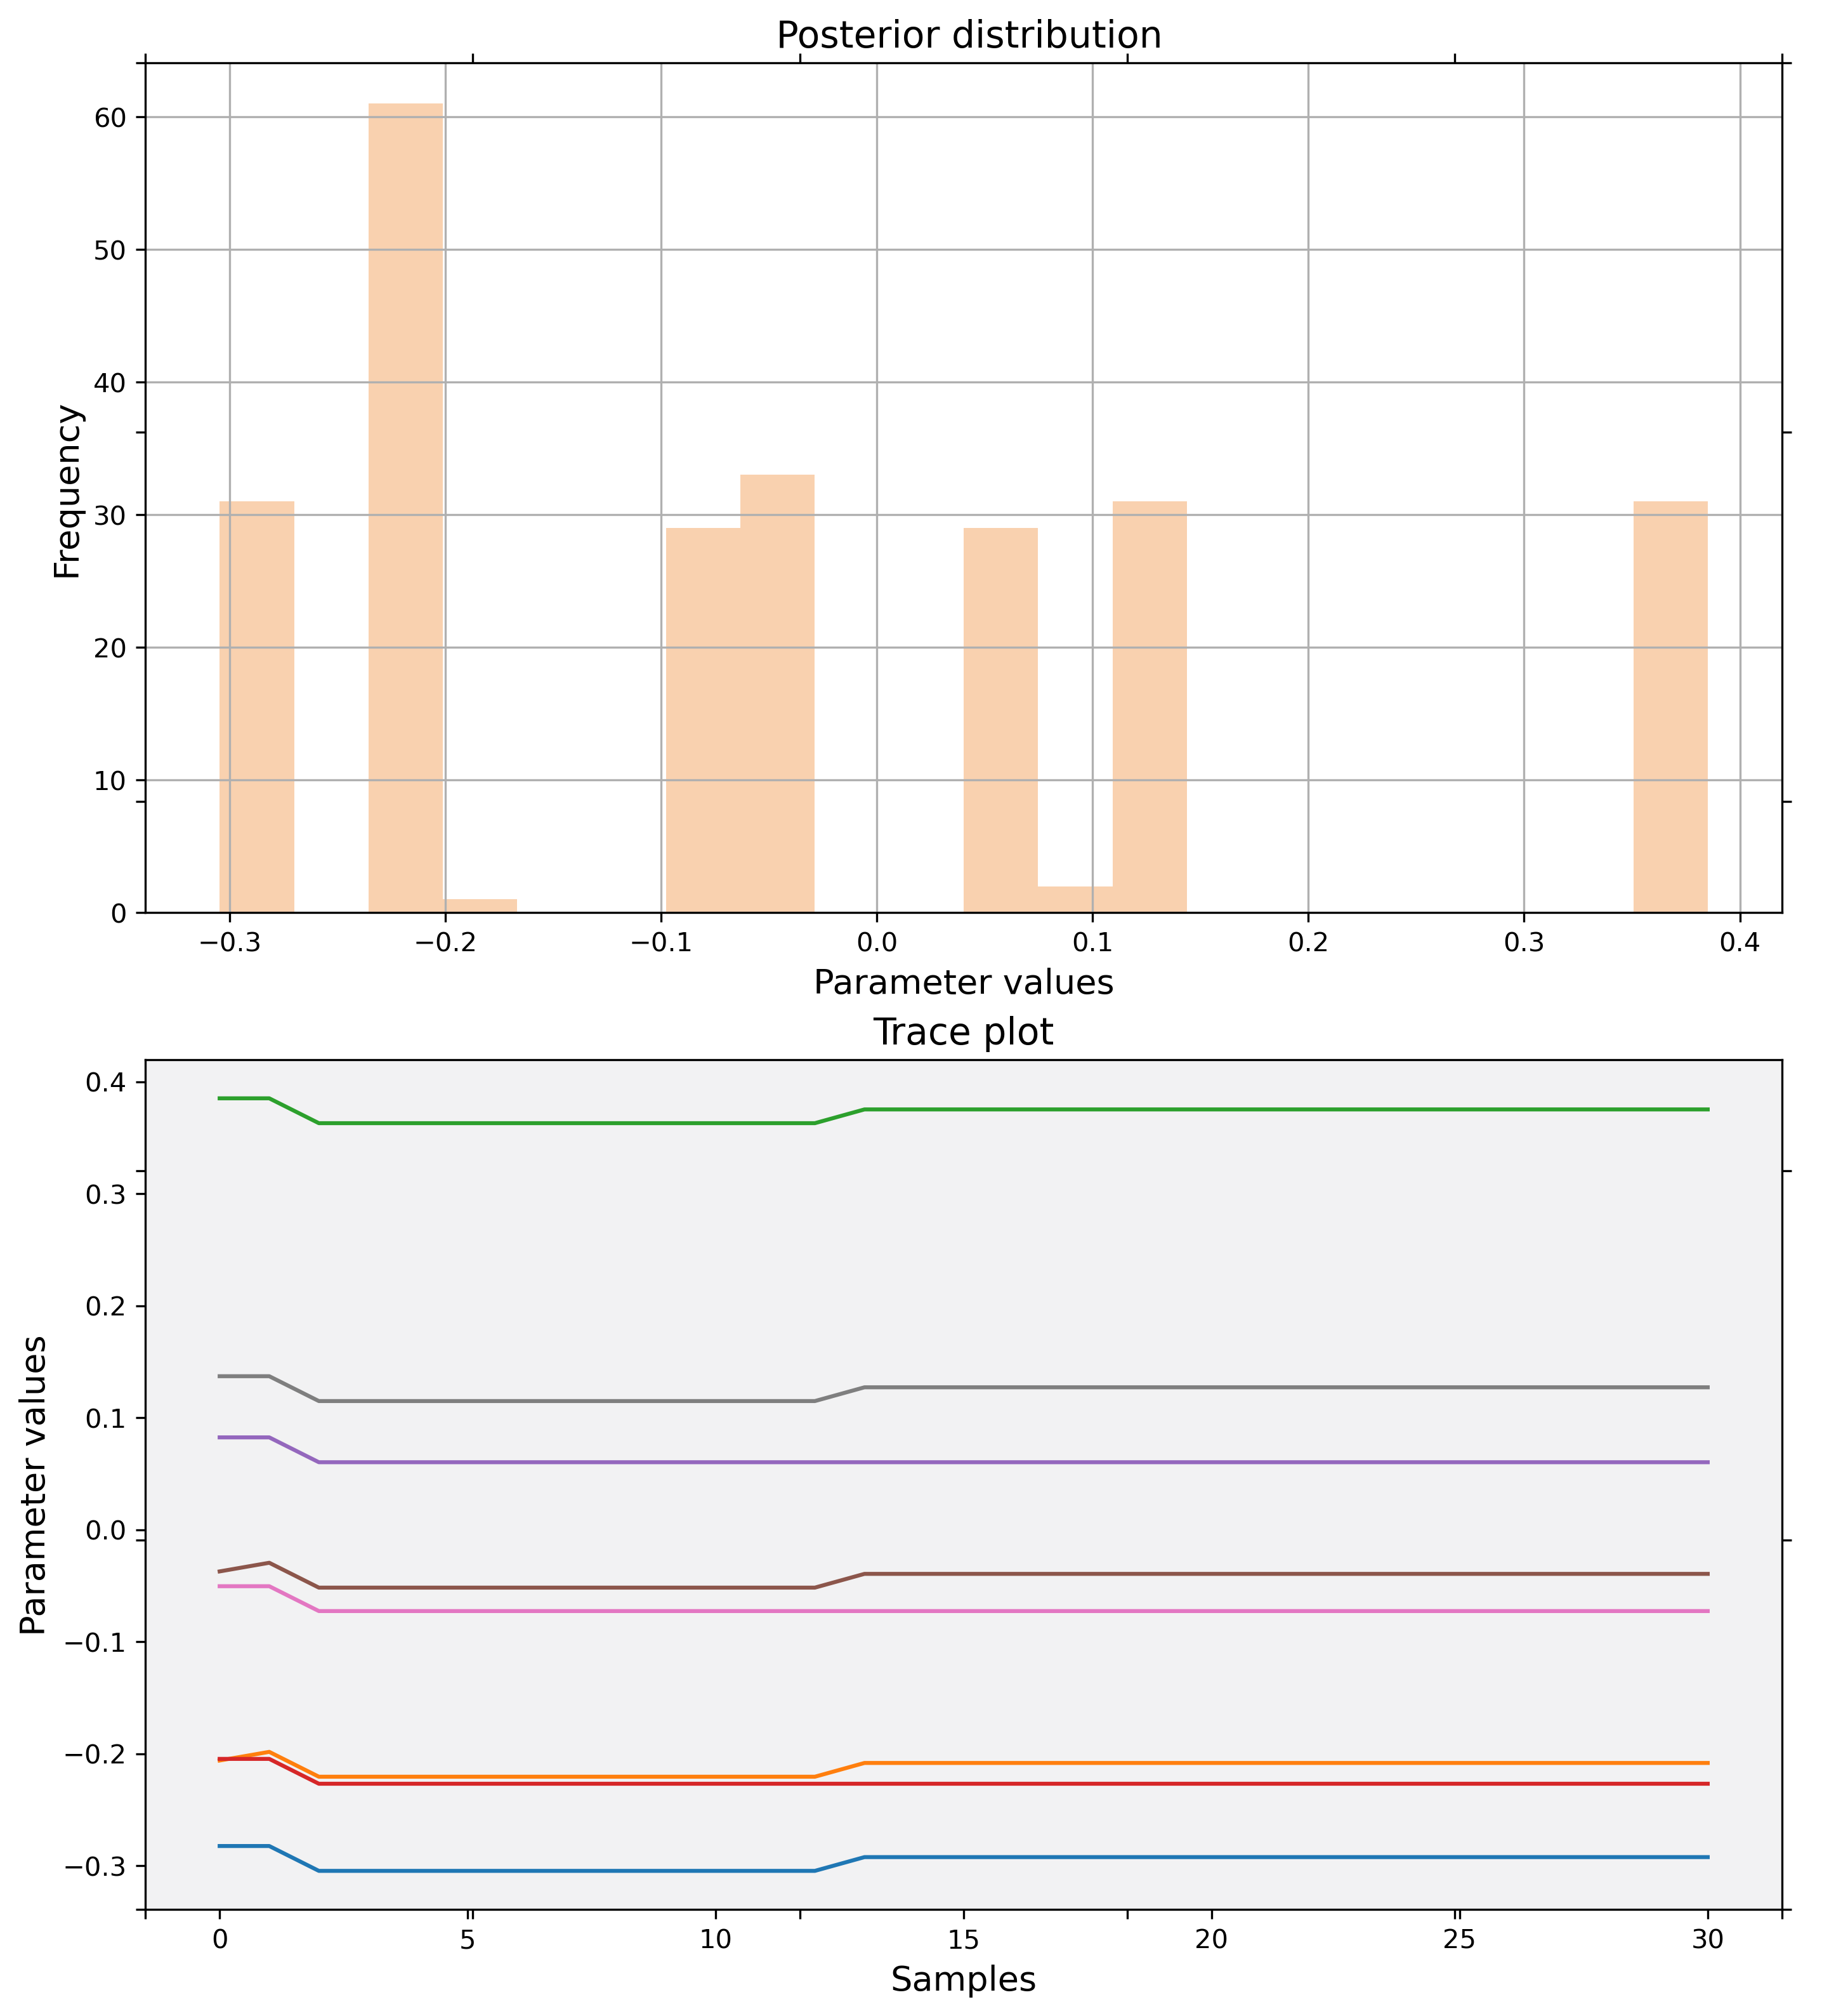 Posterior distribution
60
50
40
30
20
10
0
Frequency
−0.3 −0.2 −0.1 0.0 0.1 0.2 0.3 0.4
Parameter values
Trace plot
0.4
0.3
0.2
0.1
0.0
−0.1
−0.2
−0.3
Parameter values
0 5 10 15 20 25 30
Samples